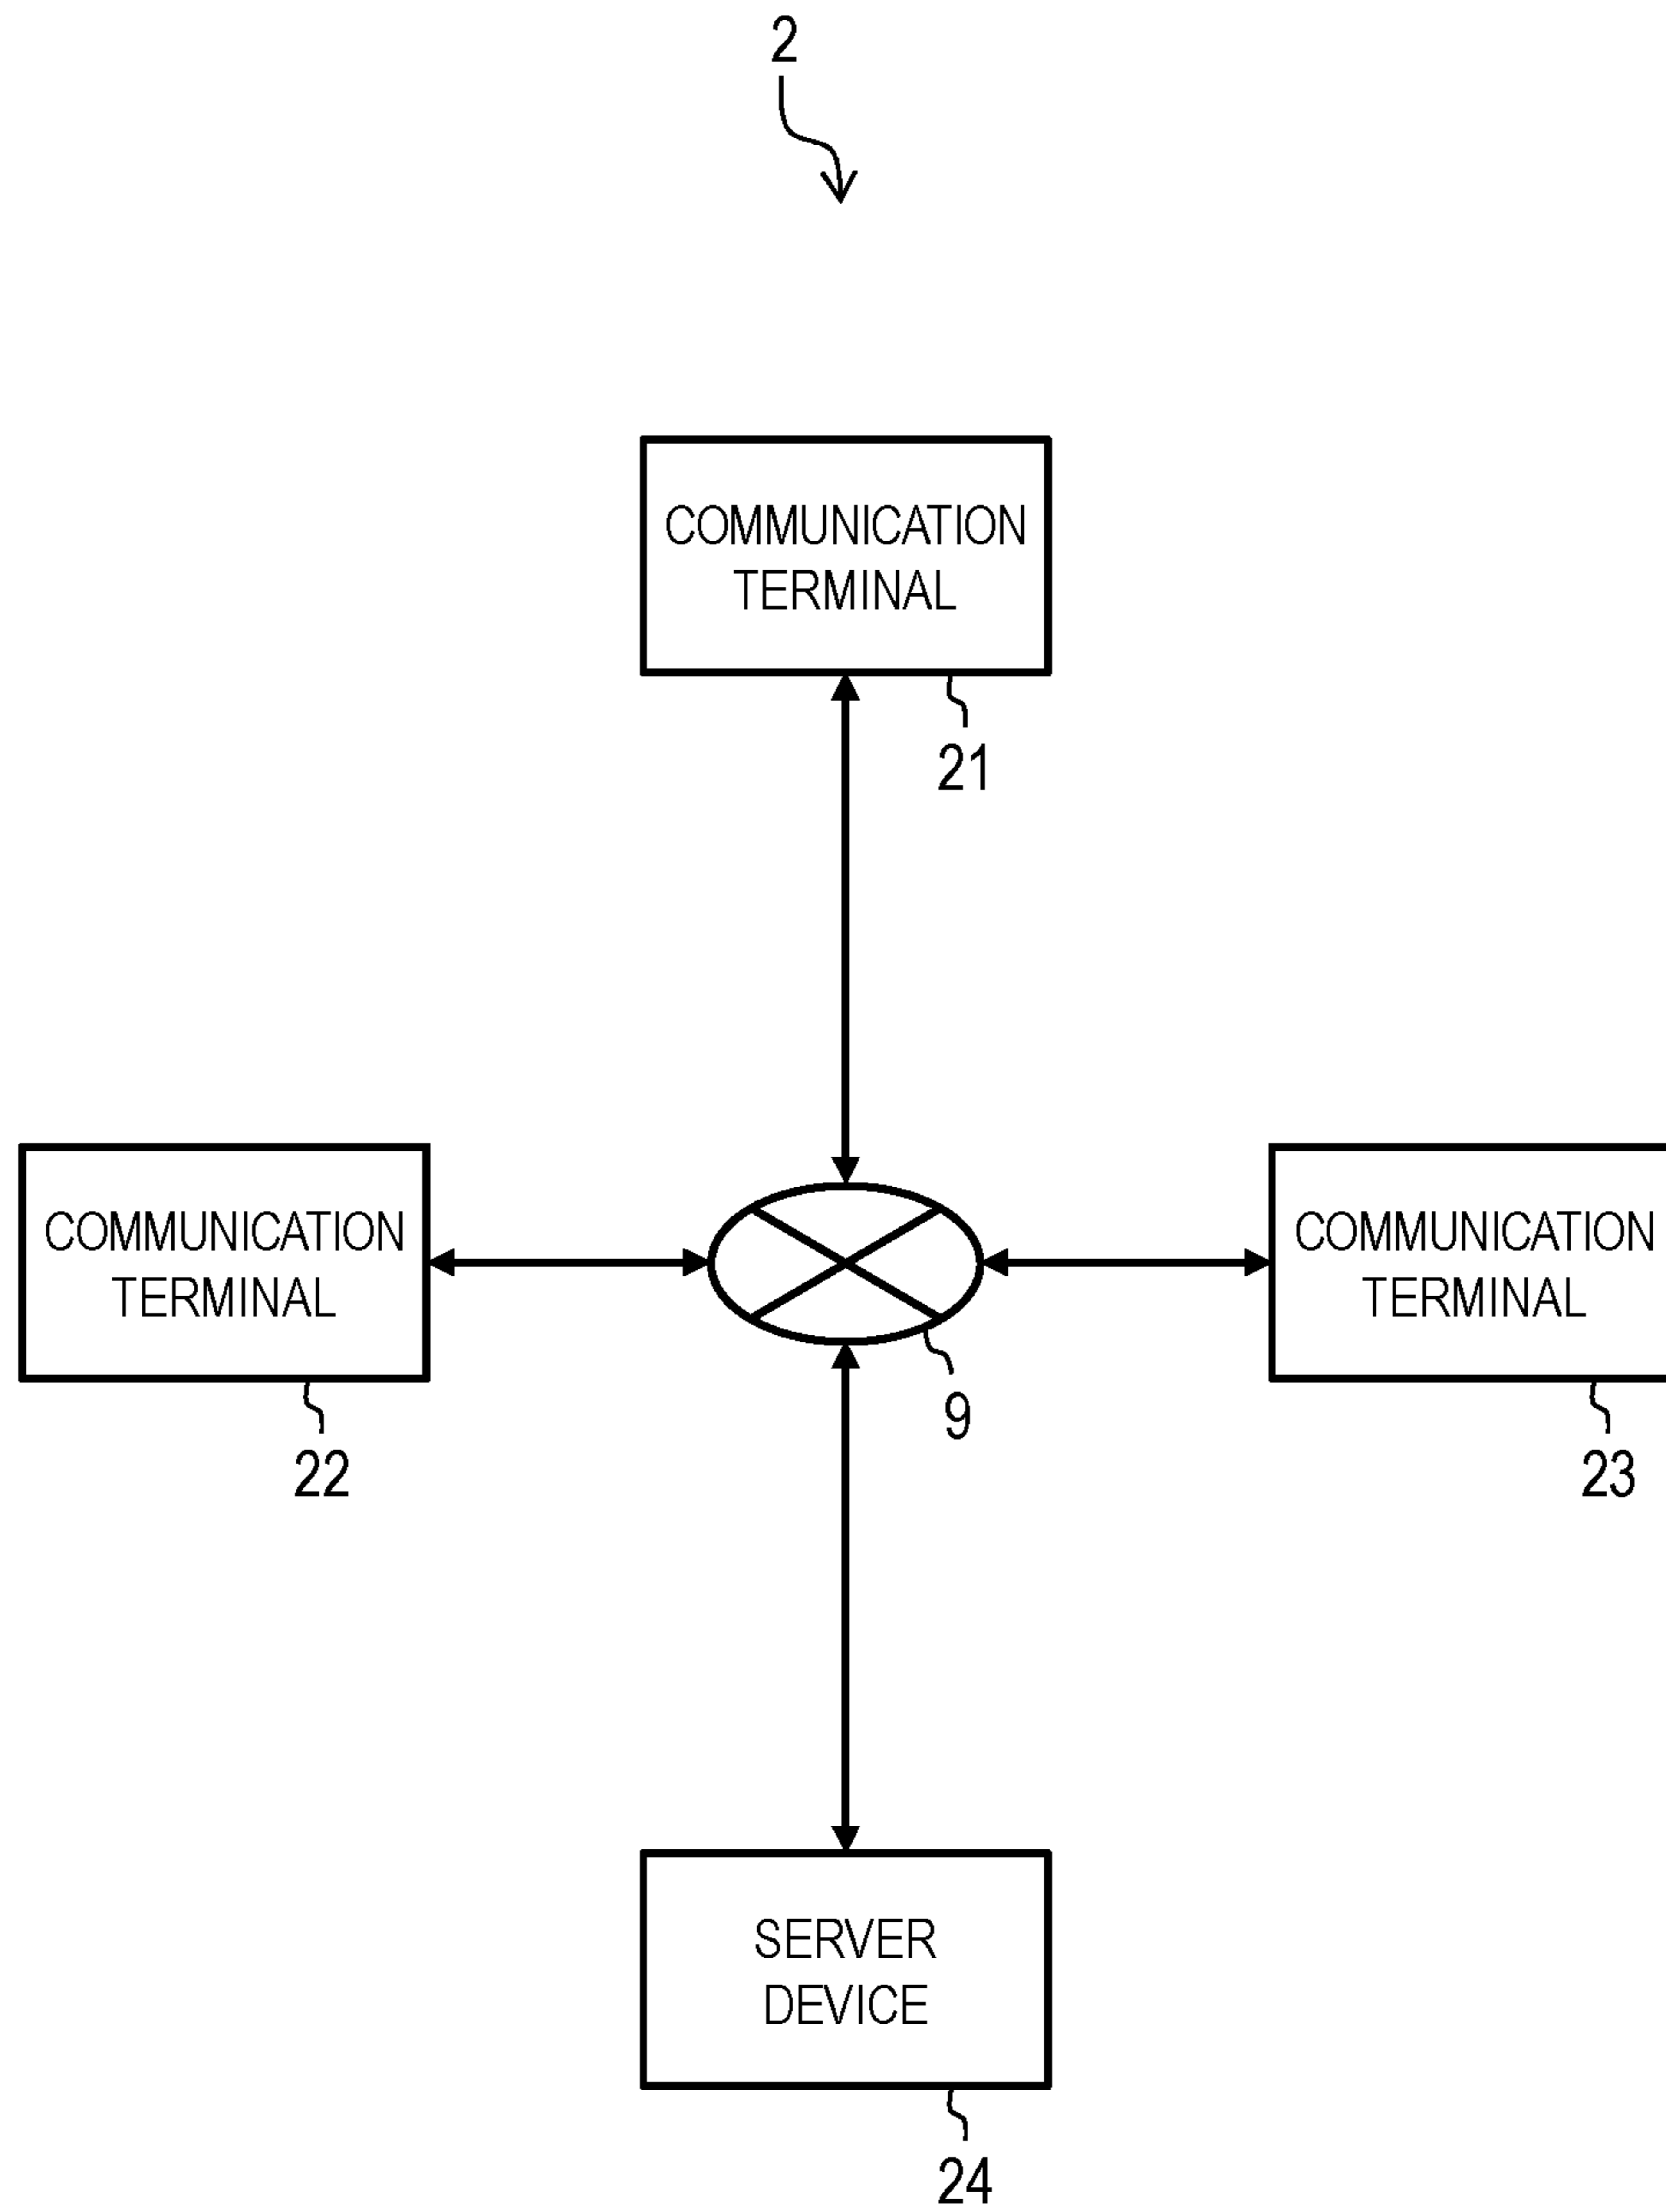 2
COMMUNICATION
TERMINAL
21
COMMUNICATION
TERMINAL
22
9
COMMUNICATION
TERMINAL
23
SERVER
DEVICE
24